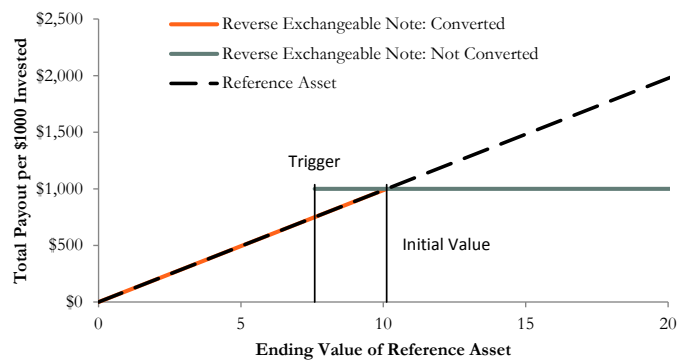 $2,500
Reverse Exchangeable Note: Converted
Reverse Exchangeable Note: Not Converted
Reference Asset
$2,000
$1,500
$1,000
$500
$0
Total Payout per $1000 Invested
Trigger
Initial Value
0 5 10 15 20
Ending Value of Reference Asset